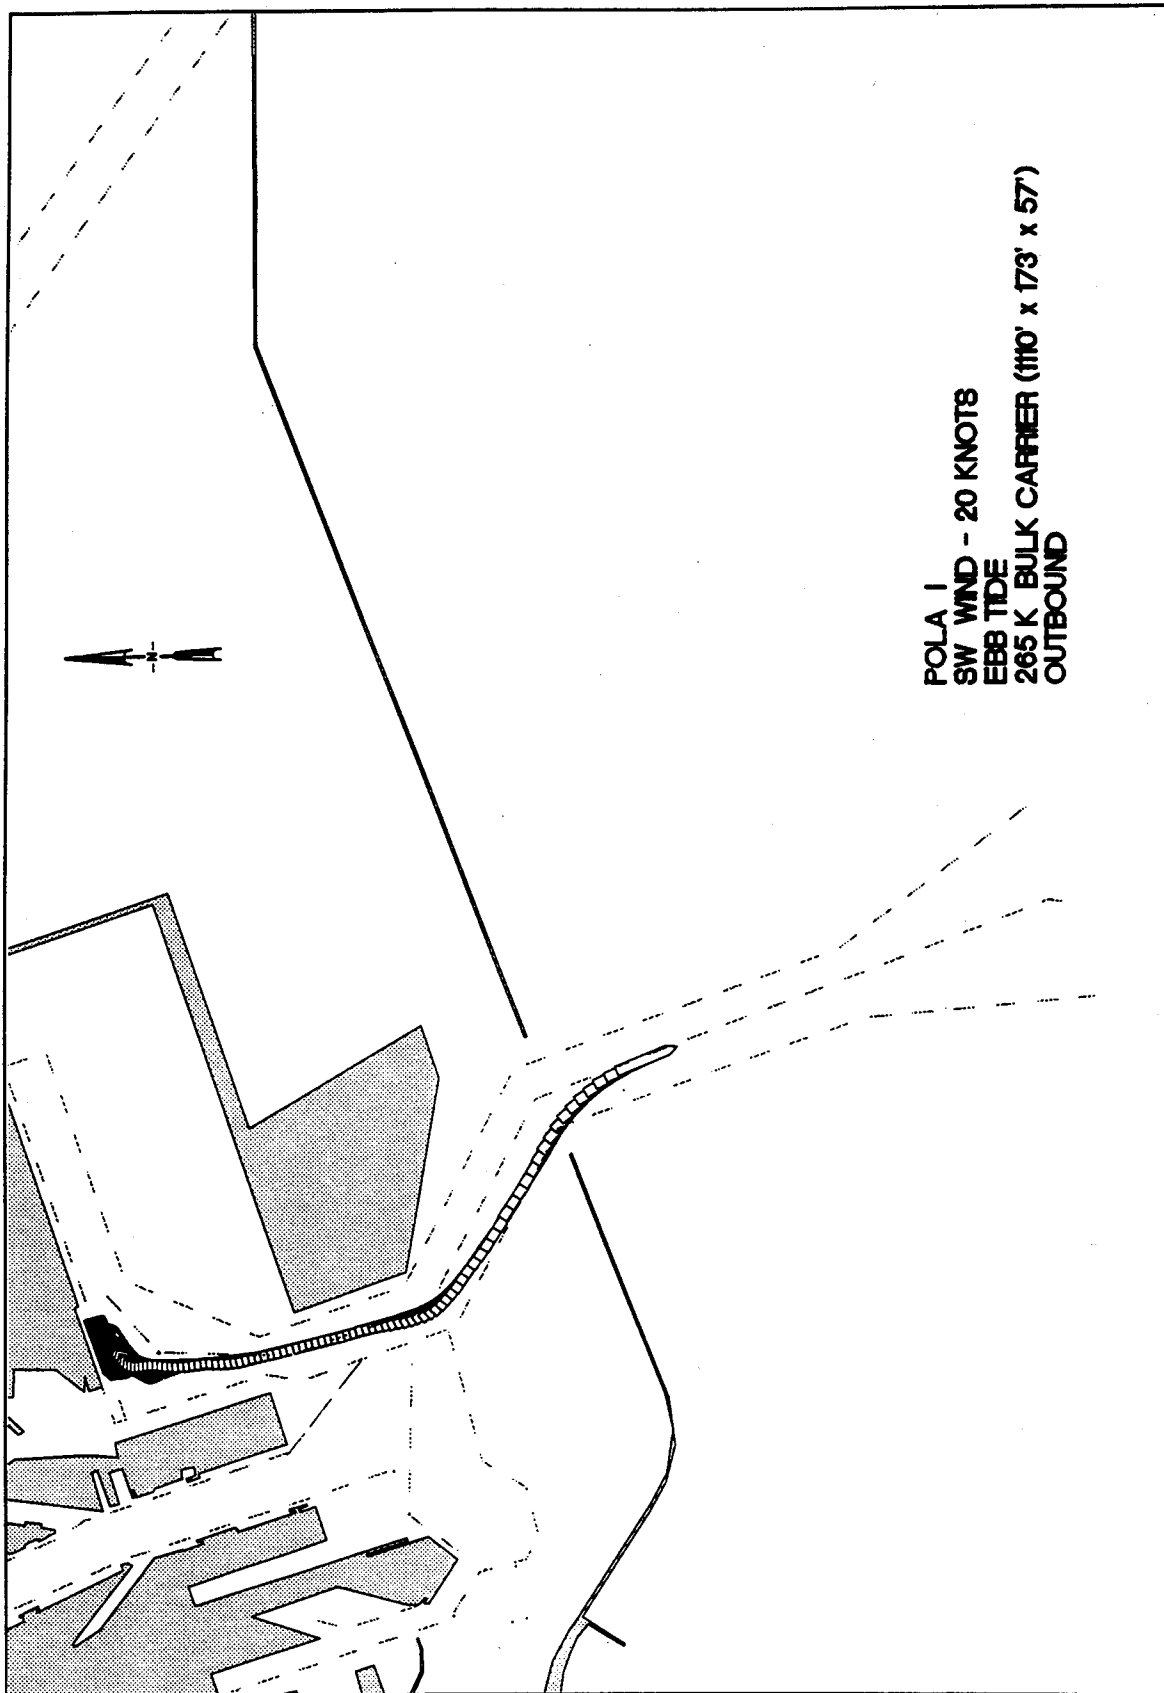 N
POLA I
SW WIND - 20 KNOTS
EBB TIDE
265 K BULK CARRIER (1110' x 173' x 57')
OUTBOUND